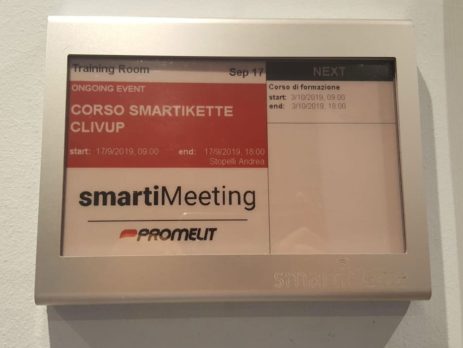 Training Room
Sep 17
ONGOING EVENT
CORSO SMARTIKETTE
CLIVUP
start: 17/9/2019, 09.00 end: 17/9/2019, 18:00
Stopelli Andrea
smartiMeeting
PROMELIT
NEXT
Corso di formazione
start: 3/10/2019, 09.00
end: 3/10/2019, 18:00